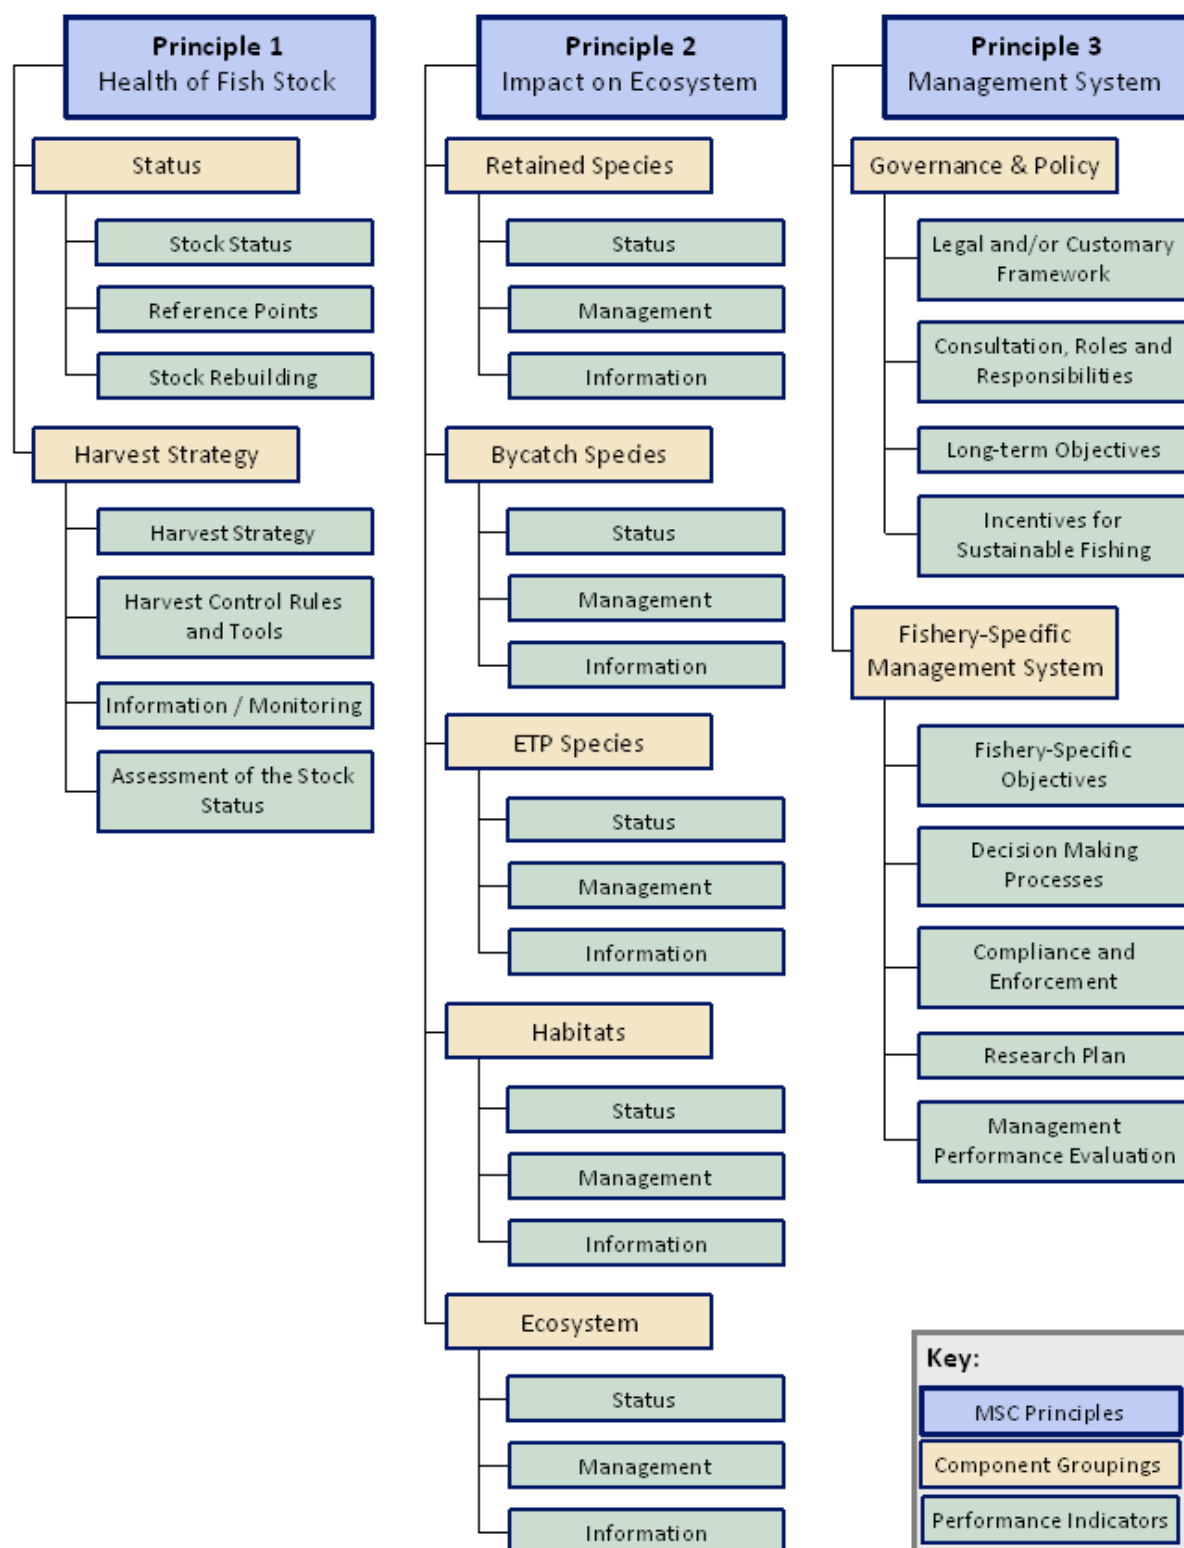 Principle 1
Health of Fish Stock
Status
Stock Status
Reference Points
Stock Rebuilding
Harvest Strategy
Harvest Strategy
Harvest Control Rules
and Tools
Information / Monitoring
Assessment of the Stock
Status
Principle 2
Impact on Ecosystem
Retained Species
Status
Management
Information
Bycatch Species
Status
Management
Information
ETP Species
Status
Management
Information
Habitats
Status
Management
Information
Ecosystem
Status
Management
Information
Principle 3
Management System
Governance & Policy
Legal and/or Customary
Framework
Consultation, Roles and
Responsibilities
Long-term Objectives
Incentives for
Sustainable Fishing
Fishery-Specific
Management System
Fishery-Specific
Objectives
Decision Making
Processes
Compliance and
Enforcement
Research Plan
Management
Performance Evaluation
Key:
MSC Principles
Component Groupings
Performance Indicators